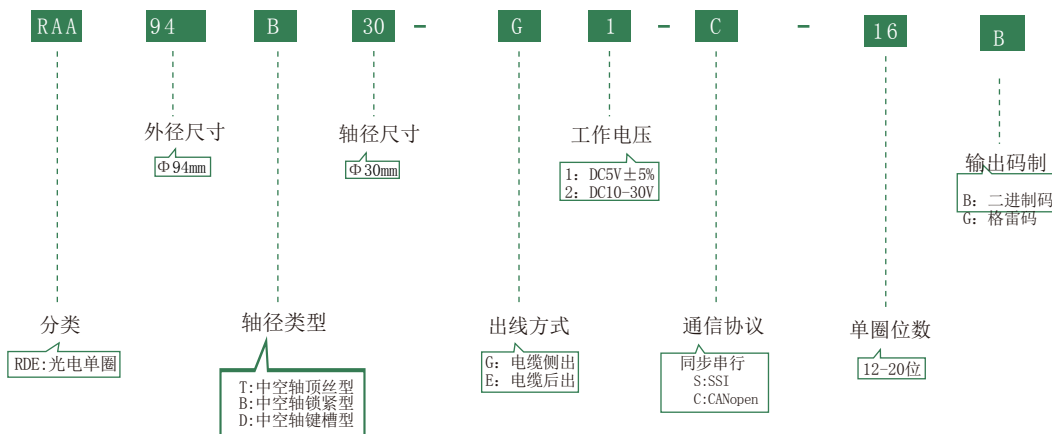 RAA 94 B 30 - G 1 - C - 16 B
外径尺寸
Φ94mm
轴径尺寸
Φ30mm
工作电压
1: DC5V±5%
2: DC10-30V
输出码制
B: 二进制码
G: 格雷码
分类
RDE:光电单圈
轴径类型
T:中空轴顶丝型
B:中空轴锁紧型
D:中空轴键槽型
出线方式
G: 电缆侧出
E: 电缆后出
通信协议
同步串行
S:SSI
C:CANopen
单圈位数
12-20位